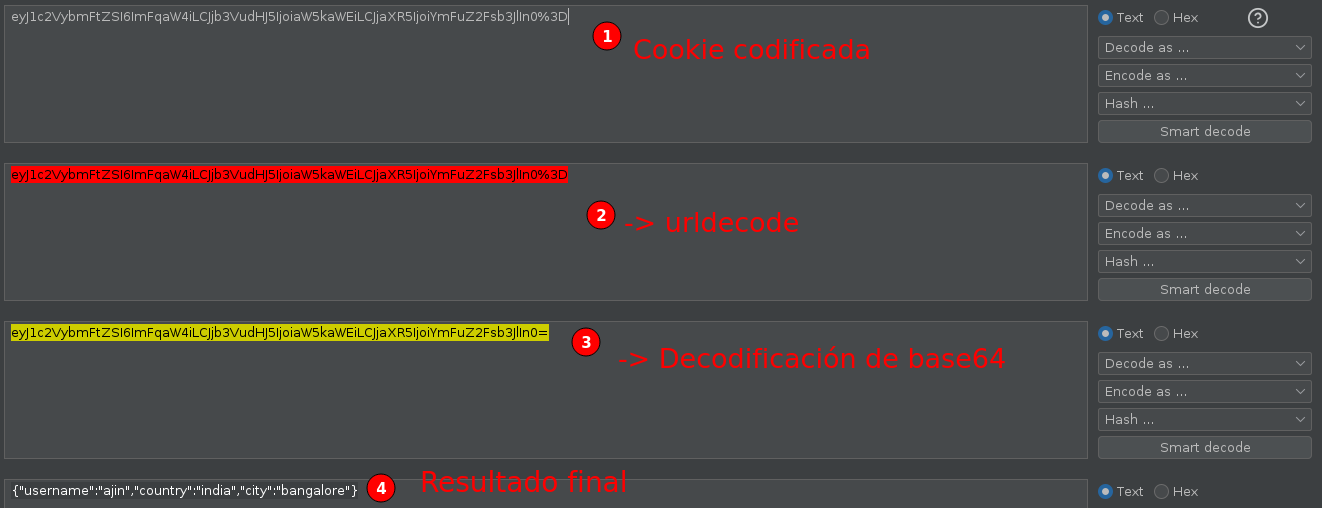 eyJ1c2VybmFtZSI6ImFqaW4iLCJjb3VudHJ5IjoiaW5kaWEiLCJjaXR5IjoiYmFuZ2Fsb3JlIn0%3D
1 Cookie codificada
Text Hex ?
Decode as ...
Encode as ...
Hash ...
Smart decode
eyJ1c2VybmFtZSI6ImFqaW4iLCJjb3VudHJ5IjoiaW5kaWEiLCJjaXR5IjoiYmFuZ2Fsb3JlIn0%3D
2 -> urldecode
Text Hex
Decode as ...
Encode as ...
Hash ...
Smart decode
eyJ1c2VybmFtZSI6ImFqaW4iLCJjb3VudHJ5IjoiaW5kaWEiLCJjaXR5IjoiYmFuZ2Fsb3JlIn0=
3 -> Decodificación de base64
Text Hex
Decode as ...
Encode as ...
Hash ...
Smart decode
{"username":"ajin","country":"india","city":"bangalore"}
4 Resultado final
Text Hex